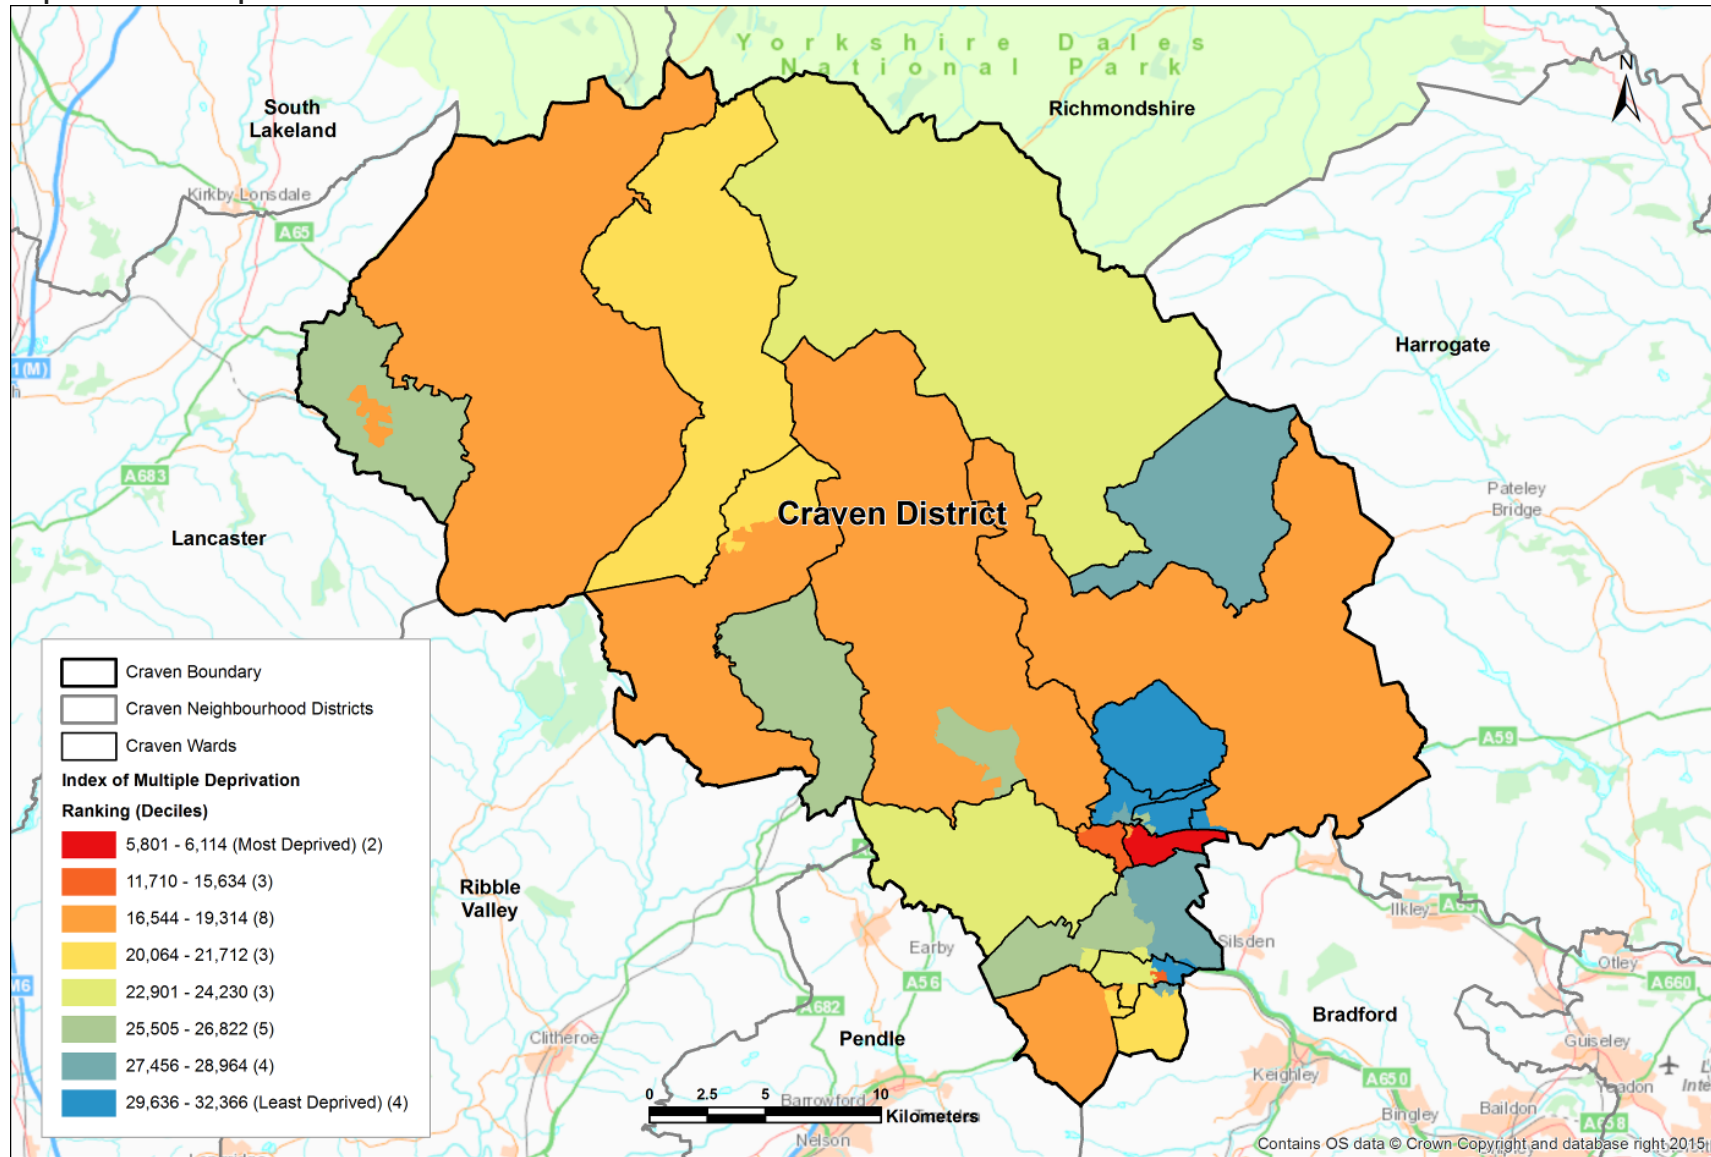 Yorkshire Dales
National Park
N
South
Lakeland
Richmondshire
Kirkby Lonsdale
A65
Harrogate
1(M)
A683
Pateley
Bridge
Craven District
Lancaster
Craven Boundary
Craven Neighbourhood Districts
Craven Wards
Index of Multiple Deprivation
Ranking (Deciles)
5,801 - 6,114 (Most Deprived) (2)
11,710 - 15,634 (3)
16,544 - 19,314 (8)
20,064 - 21,712 (3)
22,901 - 24,230 (3)
25,505 - 26,822 (5)
27,456 - 28,964 (4)
29,636 - 32,366 (Least Deprived) (4)
A59
Ribble
Valley
Ilkley
A65
Earby
Silsden
Otley
A56
A660
M6
A682
Bradford
Clitheroe
Pendle
Guiseley
Keighley
A650
Yeadon
0 2.5 5 10
Kilometers
Barrowford
Nelson
Bingley
Baildon
Contains OS data © Crown Copyright and database right 2015